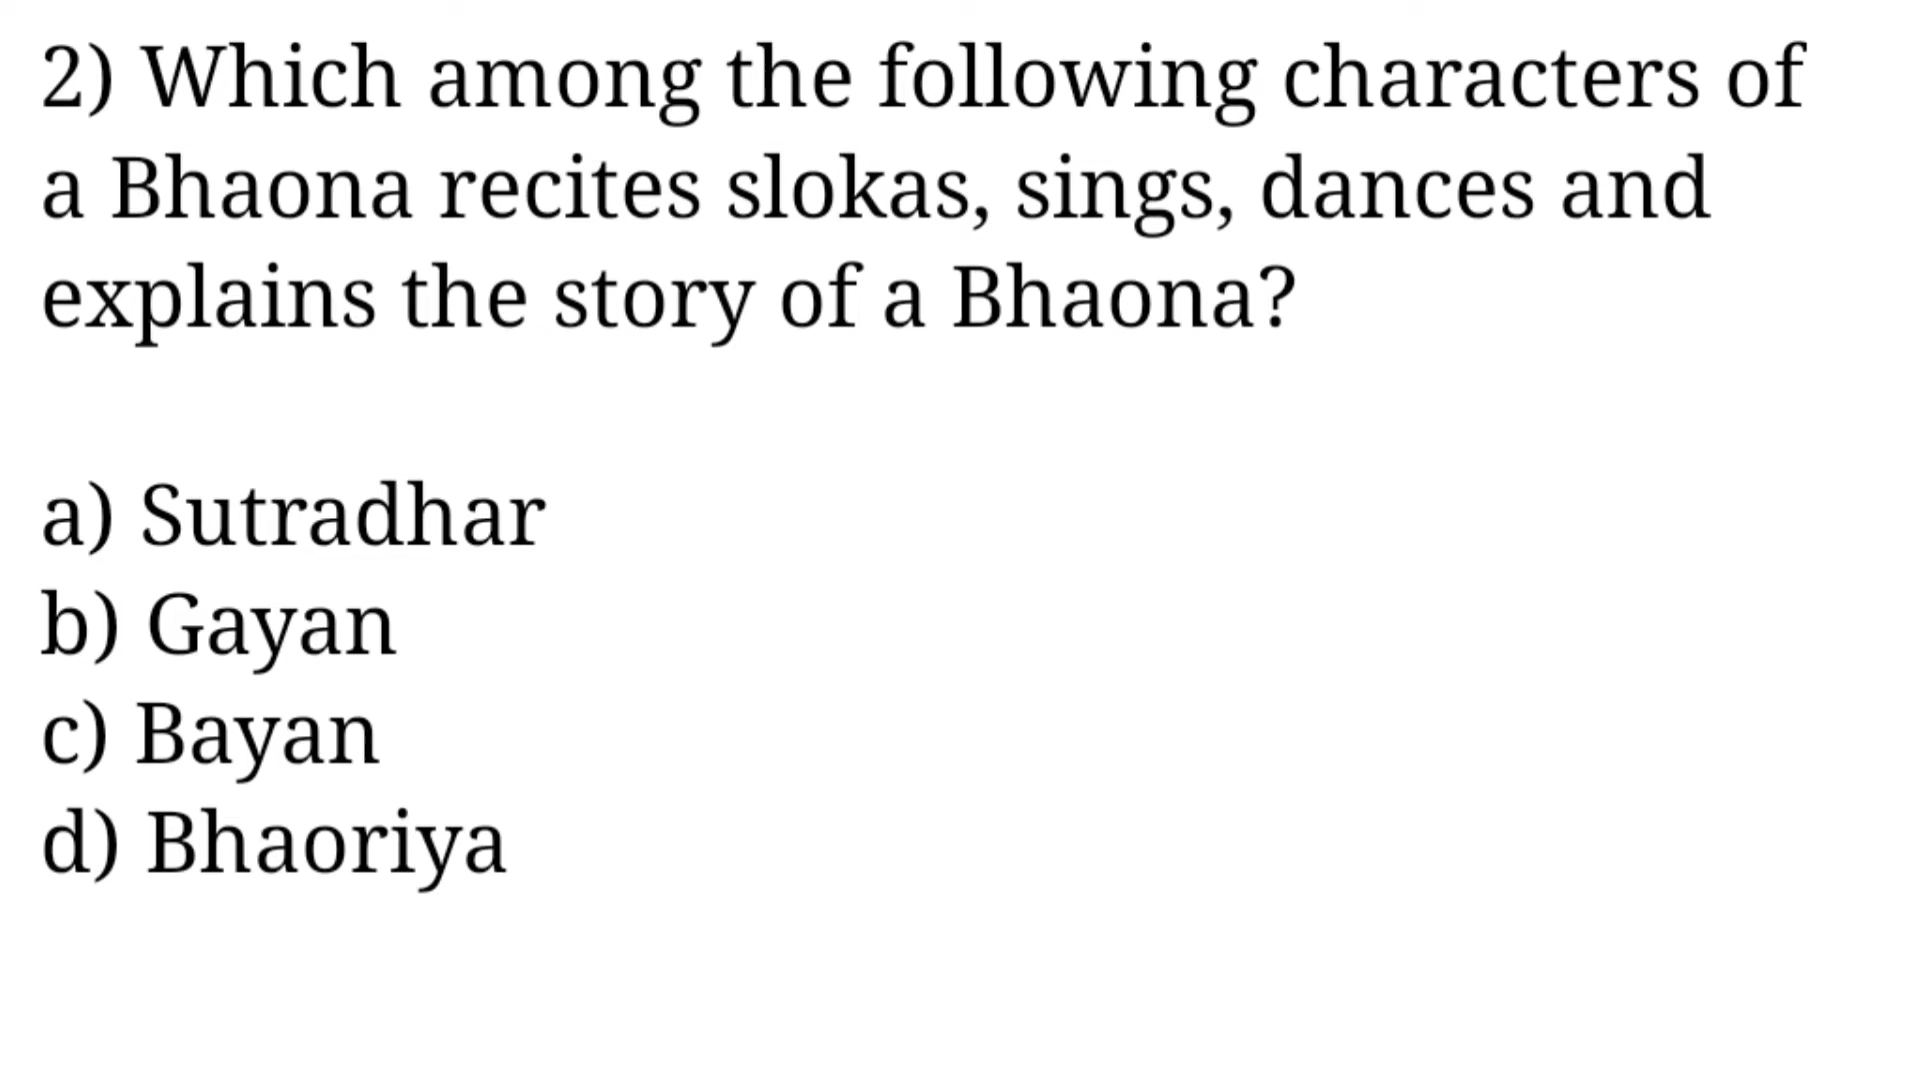 2) Which among the following characters of
a Bhaona recites slokas, sings, dances and
explains the story of a Bhaona?
a) Sutradhar
b) Gayan
c) Bayan
d) Bhaoriya